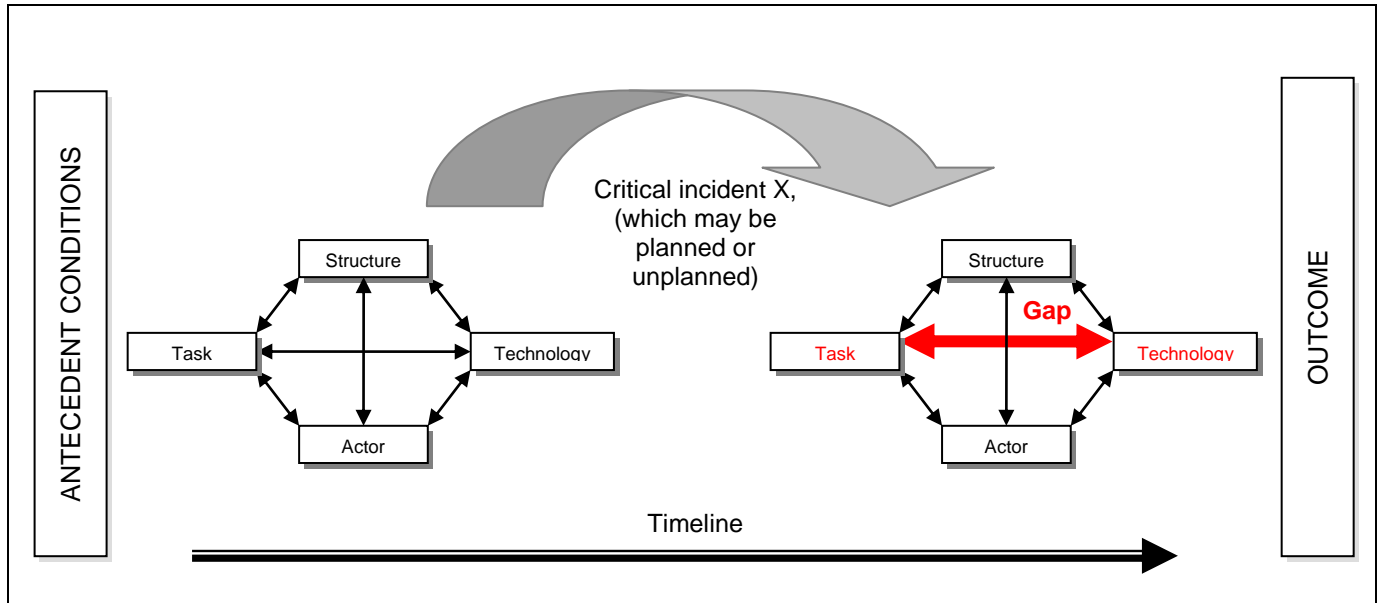 ANTECEDENT CONDITIONS
Critical incident X,
(which may be
planned or
unplanned)
Structure
Task
Technology
Actor
Structure
Gap
Task
Technology
Actor
OUTCOME
Timeline